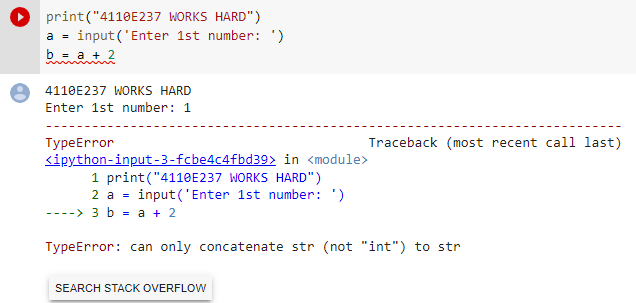 print("4110E237 WORKS HARD")
a = input('Enter 1st number: ')
b = a + 2
4110E237 WORKS HARD
Enter 1st number: 1
---------------------------------------------------------------------------
TypeError                                 Traceback (most recent call last)
<ipython-input-3-fcbe4c4fbd39> in <module>
      1 print("4110E237 WORKS HARD")
      2 a = input('Enter 1st number: ')
----> 3 b = a + 2
TypeError: can only concatenate str (not "int") to str
SEARCH STACK OVERFLOW